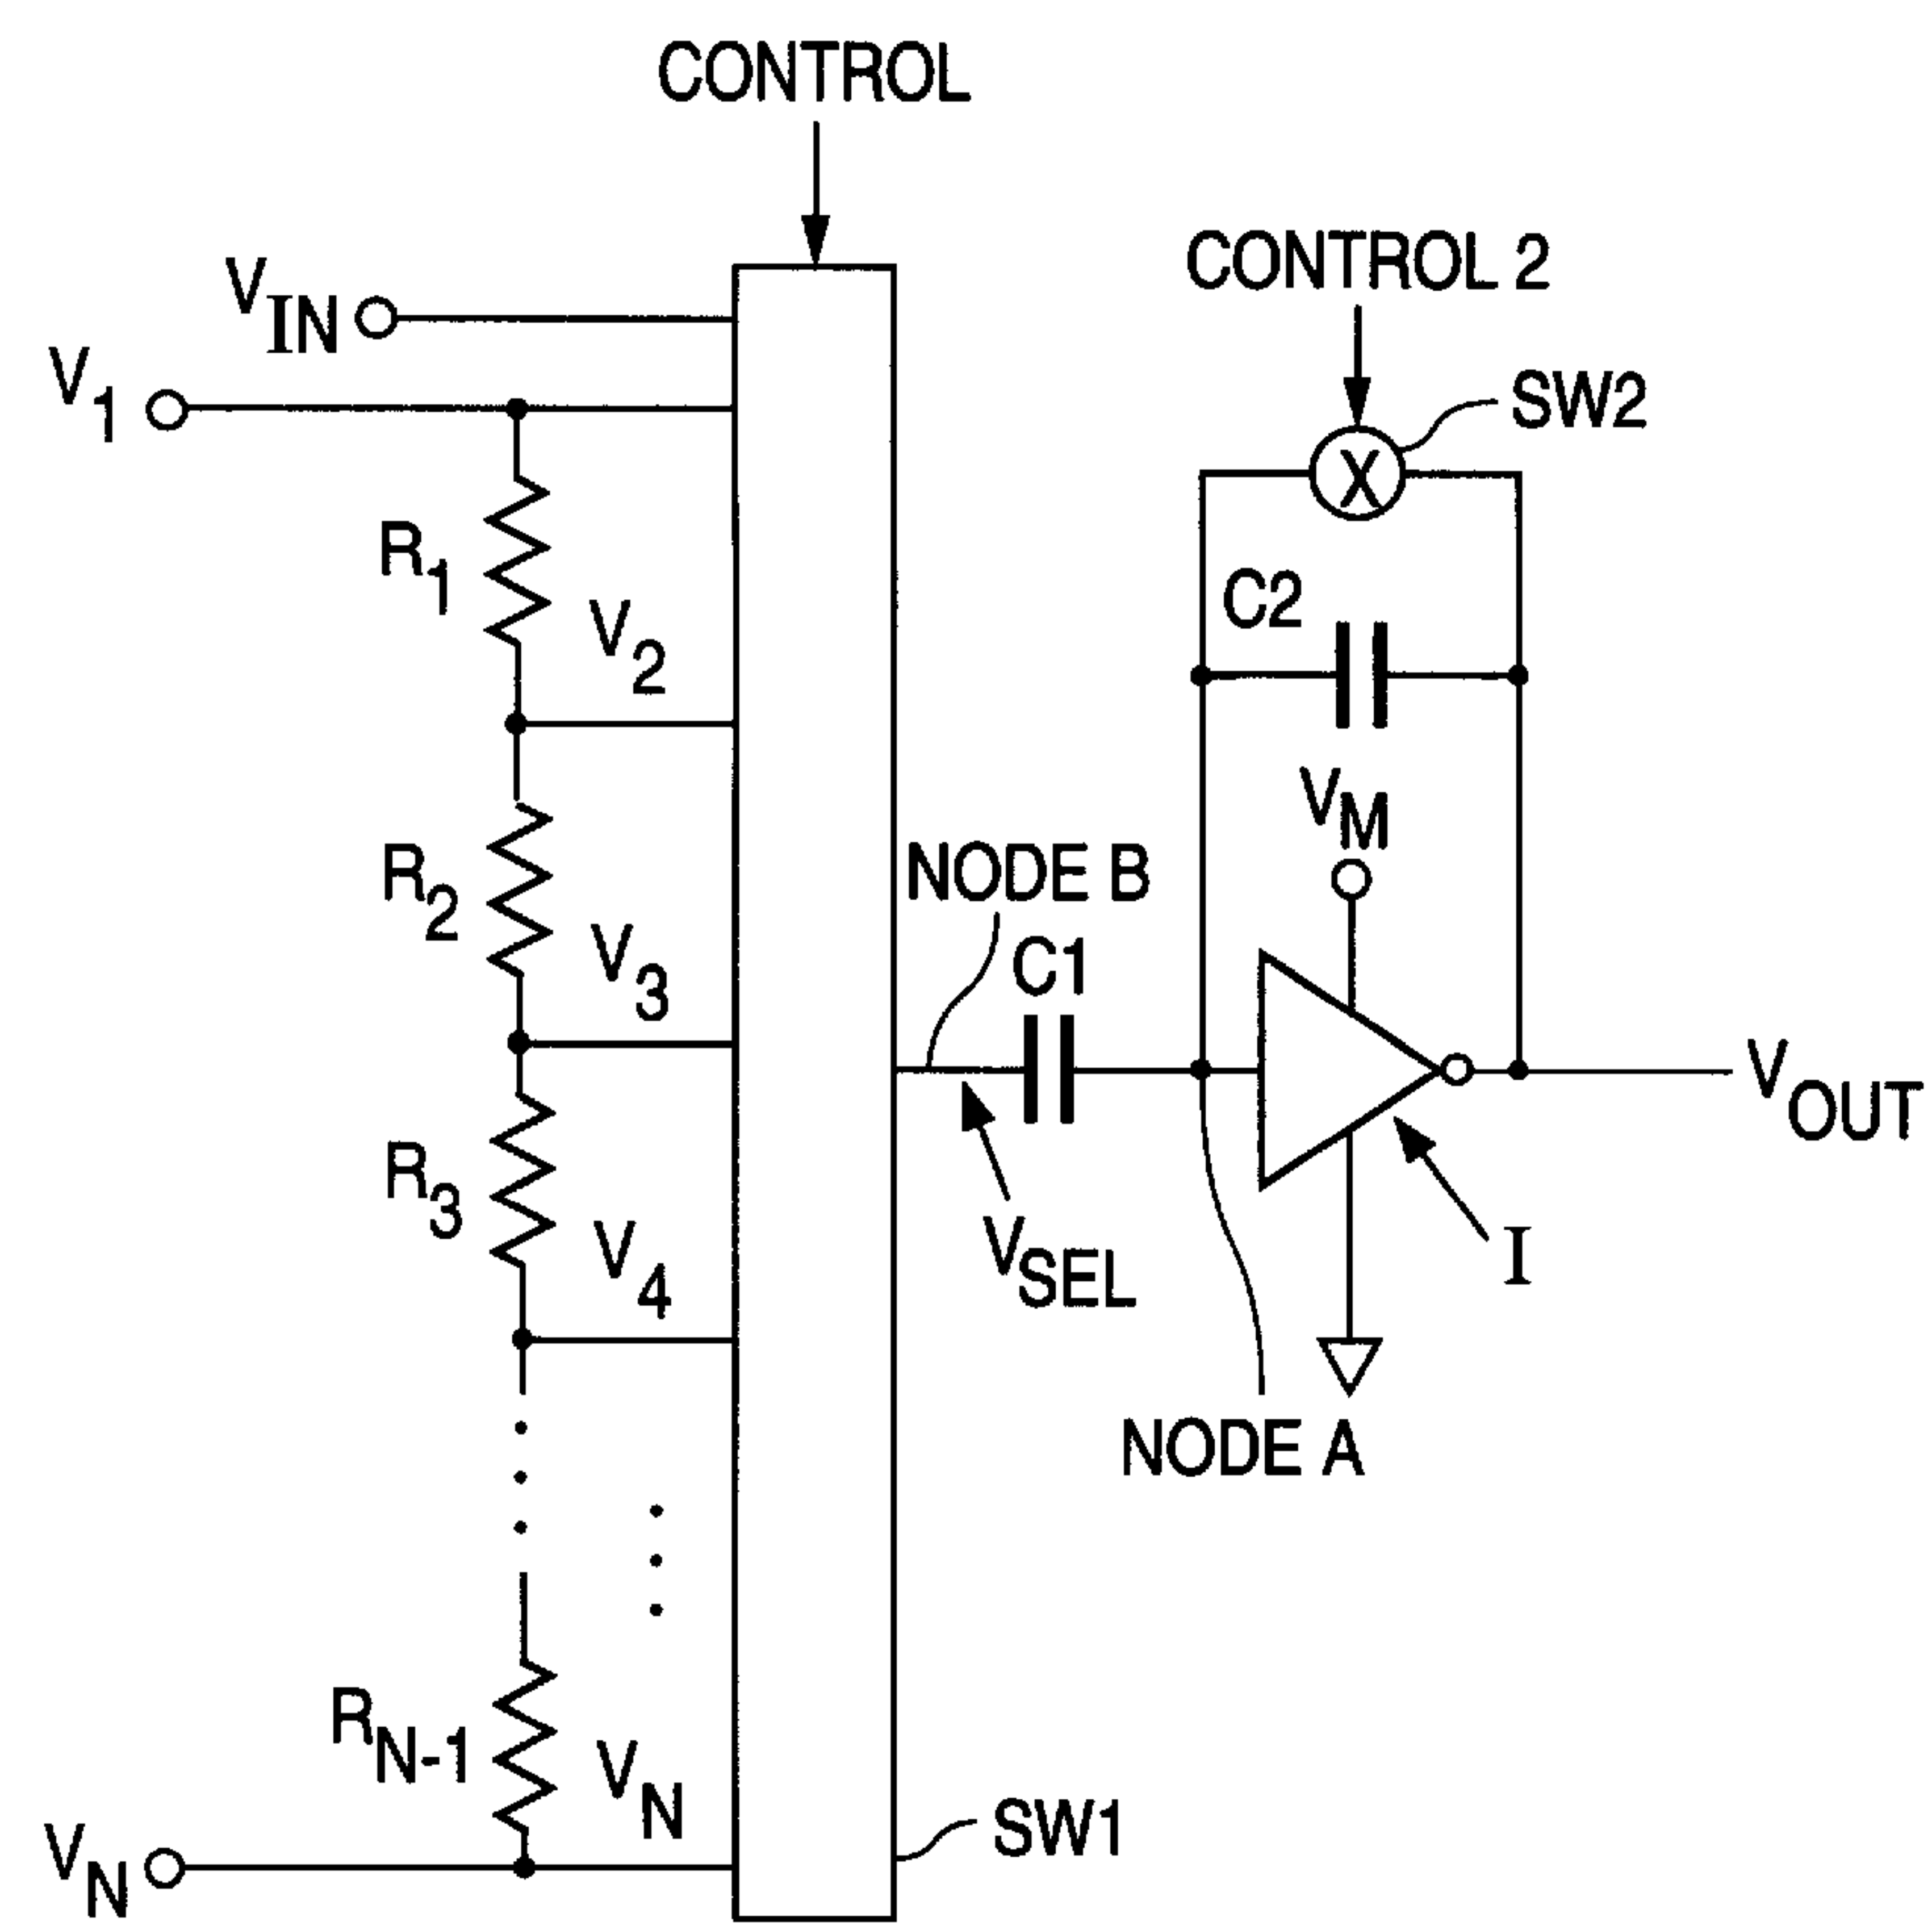 CONTROL
CONTROL 2
VIN
V1
SW2
R1
V2
C2
VM
R2
V3
NODE B
C1
VOUT
R3
V4
VSEL
I
NODE A
RN-1
VN
SW1
VN